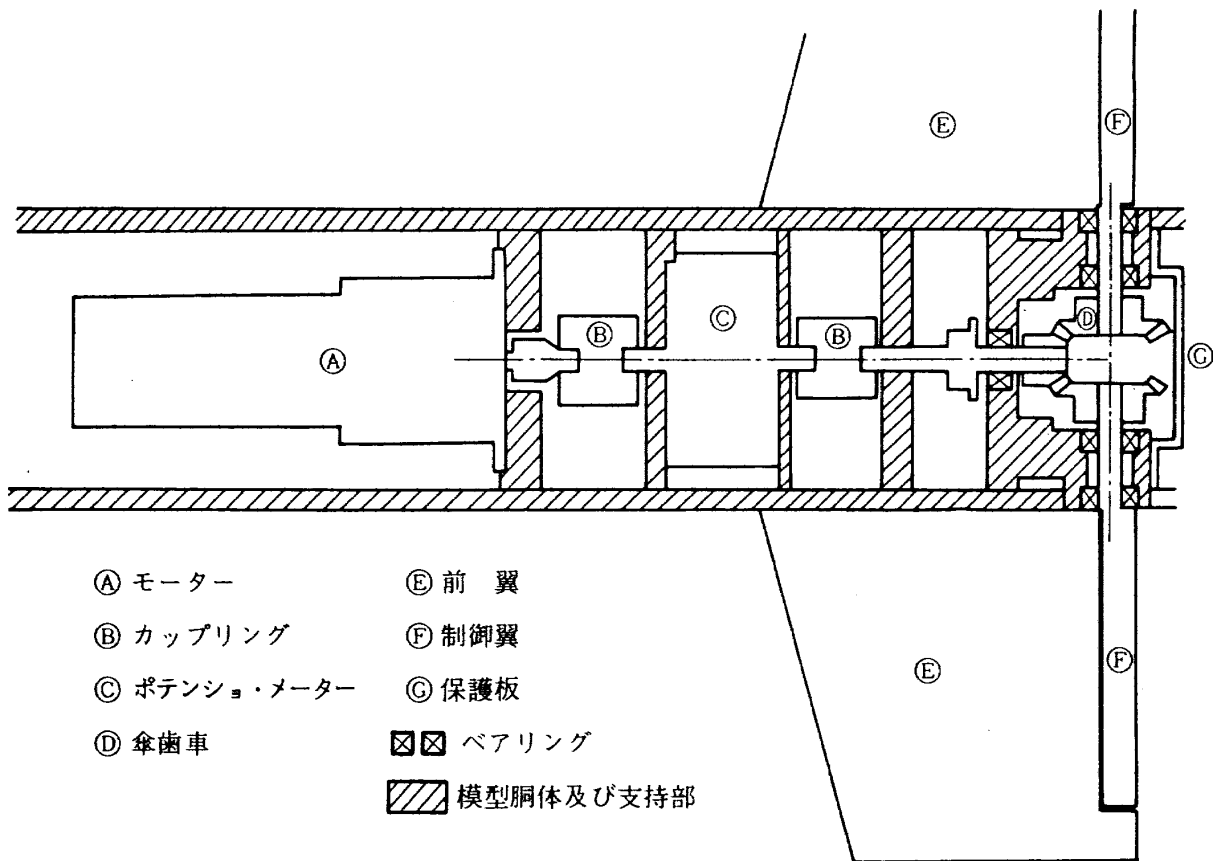 Ⓔ Ⓕ
Ⓑ Ⓒ Ⓑ Ⓓ
Ⓐ Ⓖ
Ⓐ モーター Ⓔ 前 翼
Ⓑ カップリング Ⓕ 制御翼
Ⓔ Ⓕ
Ⓒ ポテンショ・メーター Ⓖ 保護板
Ⓓ 傘歯車 ベアリング
模型胴体及び支持部